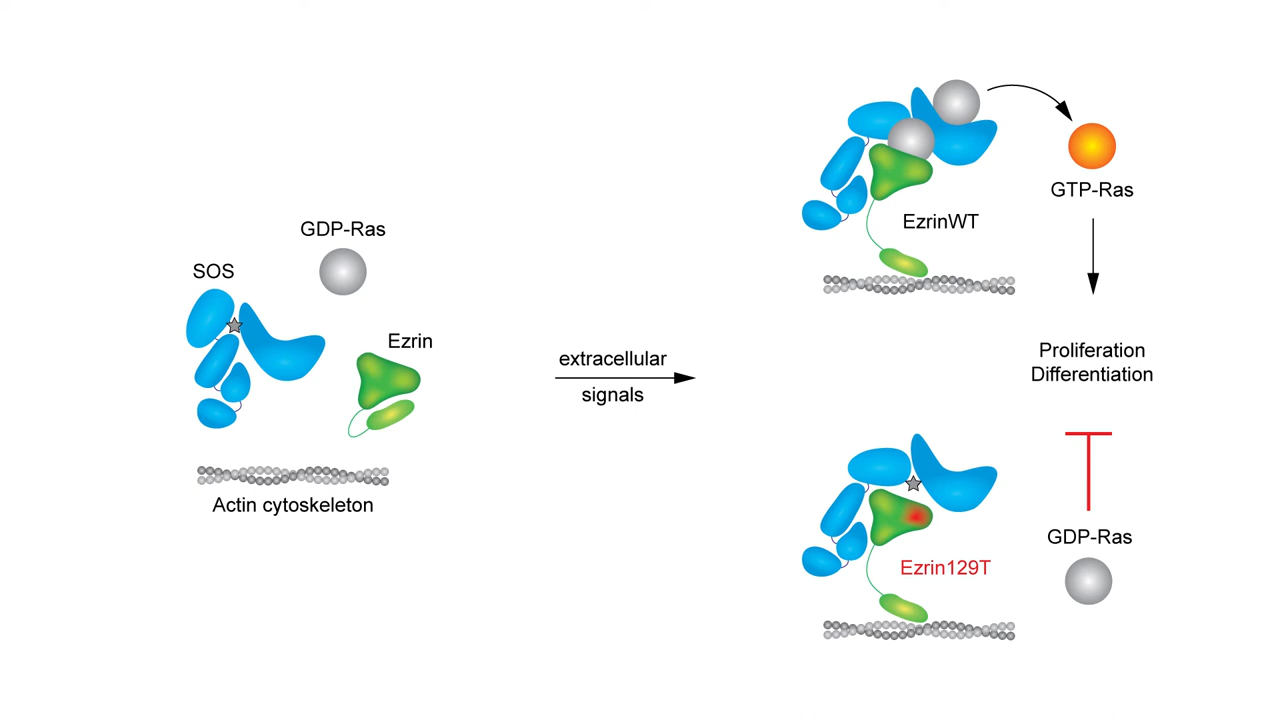 GDP-Ras
SOS
Ezrin
Actin cytoskeleton
extracellular
signals
EzrinWT
GTP-Ras
Proliferation
Differentiation
Ezrin129T
GDP-Ras